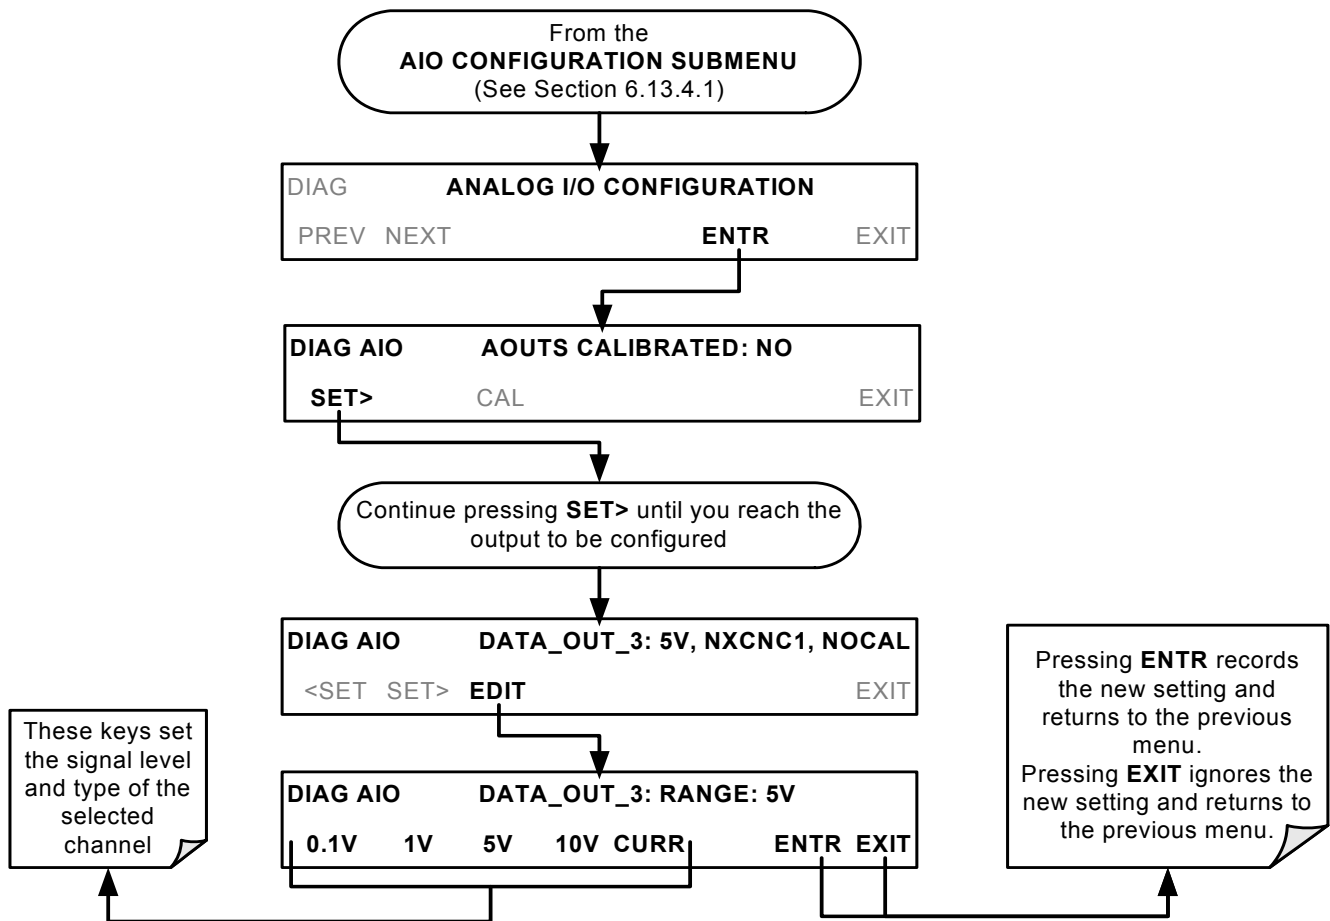 From the
AIO CONFIGURATION SUBMENU
(See Section 6.13.4.1)
DIAG ANALOG I/O CONFIGURATION
PREV NEXT ENTR EXIT
DIAG AIO AOUTS CALIBRATED: NO
SET> CAL EXIT
Continue pressing SET> until you reach the
output to be configured
DIAG AIO DATA_OUT_3: 5V, NXCNC1, NOCAL
<SET SET> EDIT EXIT
These keys set
the signal level
and type of the
selected
channel
DIAG AIO DATA_OUT_3: RANGE: 5V
0.1V 1V 5V 10V CURR ENTR EXIT
Pressing ENTR records
the new setting and
returns to the previous
menu.
Pressing EXIT ignores the
new setting and returns to
the previous menu.